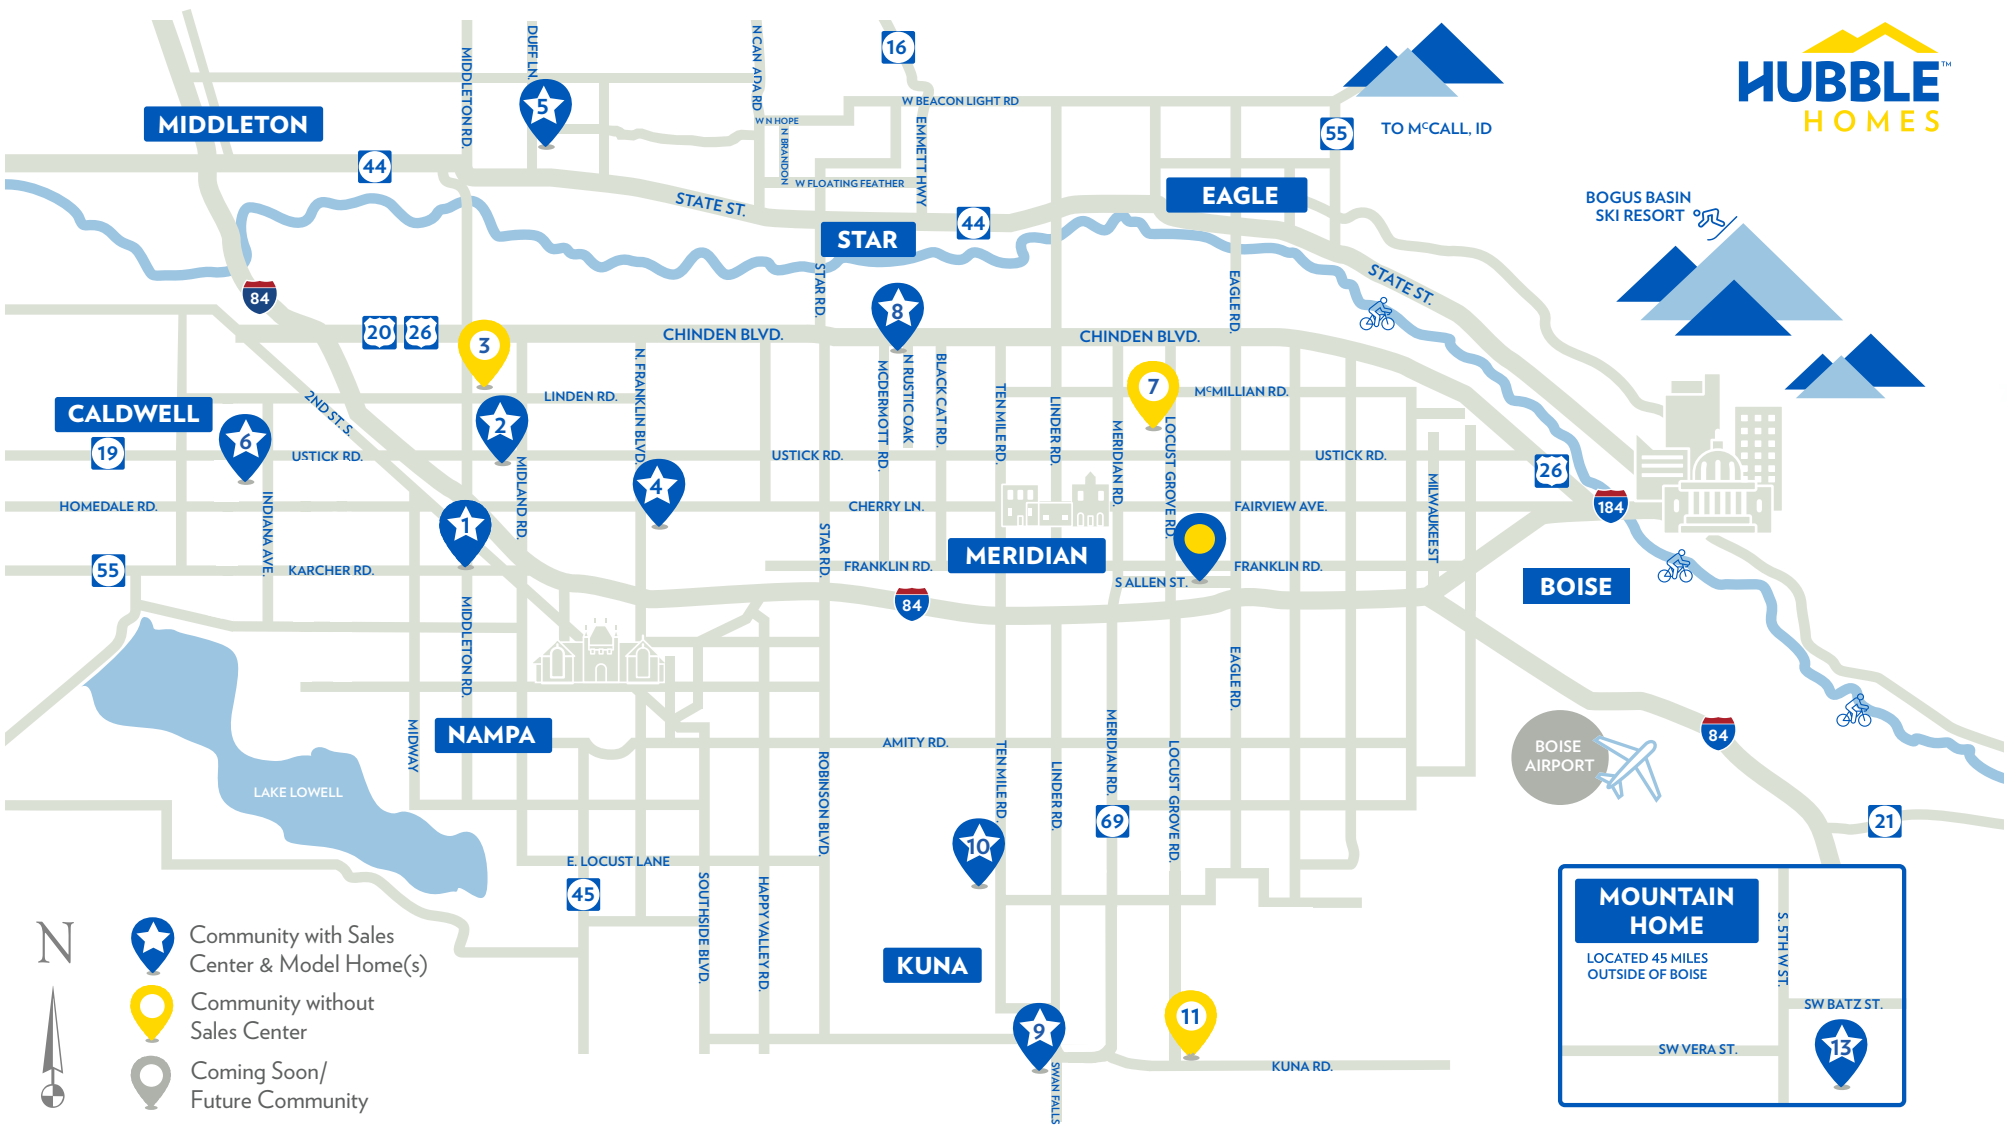 HUBBLE™
HOMES
MIDDLETON
MIDDLETON RD.
DUFF LN.
5
N CAN ADA RD
16
W BEACON LIGHT RD
W N HOPE
N BRANDON
EMMETT HWY
W FLOATING FEATHER
55
TO McCALL, ID
44
STATE ST.
44
EAGLE
STAR
BOGUS BASIN
SKI RESORT
STATE ST.
84
STAR RD.
EAGLE RD.
8
20
26
3
CHINDEN BLVD.
CHINDEN BLVD.
N. FRANKLIN BLVD.
MCDERMOTT RD.
N RUSTIC OAK
BLACK CAT RD.
TEN MILE RD.
LINDER RD.
MERIDIAN RD.
7
LOCUST GROVE RD.
McMILLIAN RD.
LINDEN RD.
2ND ST. S.
CALDWELL
19
6
2
USTICK RD.
USTICK RD.
USTICK RD.
MIDLAND RD.
4
26
184
MILWAUKEE ST
HOMEDALE RD.
INDIANA AVE.
CHERRY LN.
FAIRVIEW AVE.
1
STAR RD.
MERIDIAN
55
KARCHER RD.
FRANKLIN RD.
S ALLEN ST.
FRANKLIN RD.
BOISE
84
MIDDLETON RD.
EAGLE RD.
NAMPA
MIDWAY
AMITY RD.
ROBINSON BLVD.
TEN MILE RD.
LINDER RD.
MERIDIAN RD.
LOCUST GROVE RD.
BOISE
AIRPORT
84
LAKE LOWELL
69
21
10
E. LOCUST LANE
45
SOUTHSIDE BLVD.
HAPPY VALLEY RD.
KUNA
9
11
SWAN FALLS
KUNA RD.
MOUNTAIN
HOME
LOCATED 45 MILES
OUTSIDE OF BOISE
S. 5TH W ST.
SW BATZ ST.
SW VERA ST.
13
N
Community with Sales
Center & Model Home(s)
Community without
Sales Center
Coming Soon/
Future Community